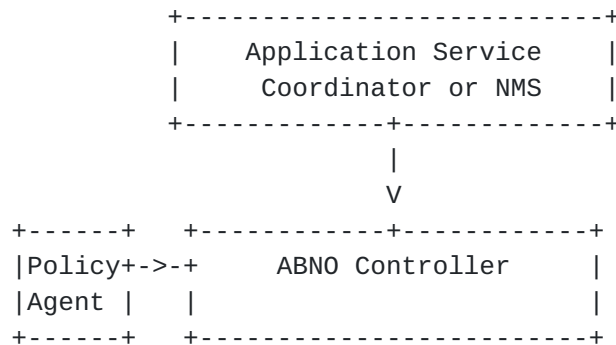 Application Service
Coordinator or NMS
Policy
Agent
ABNO Controller